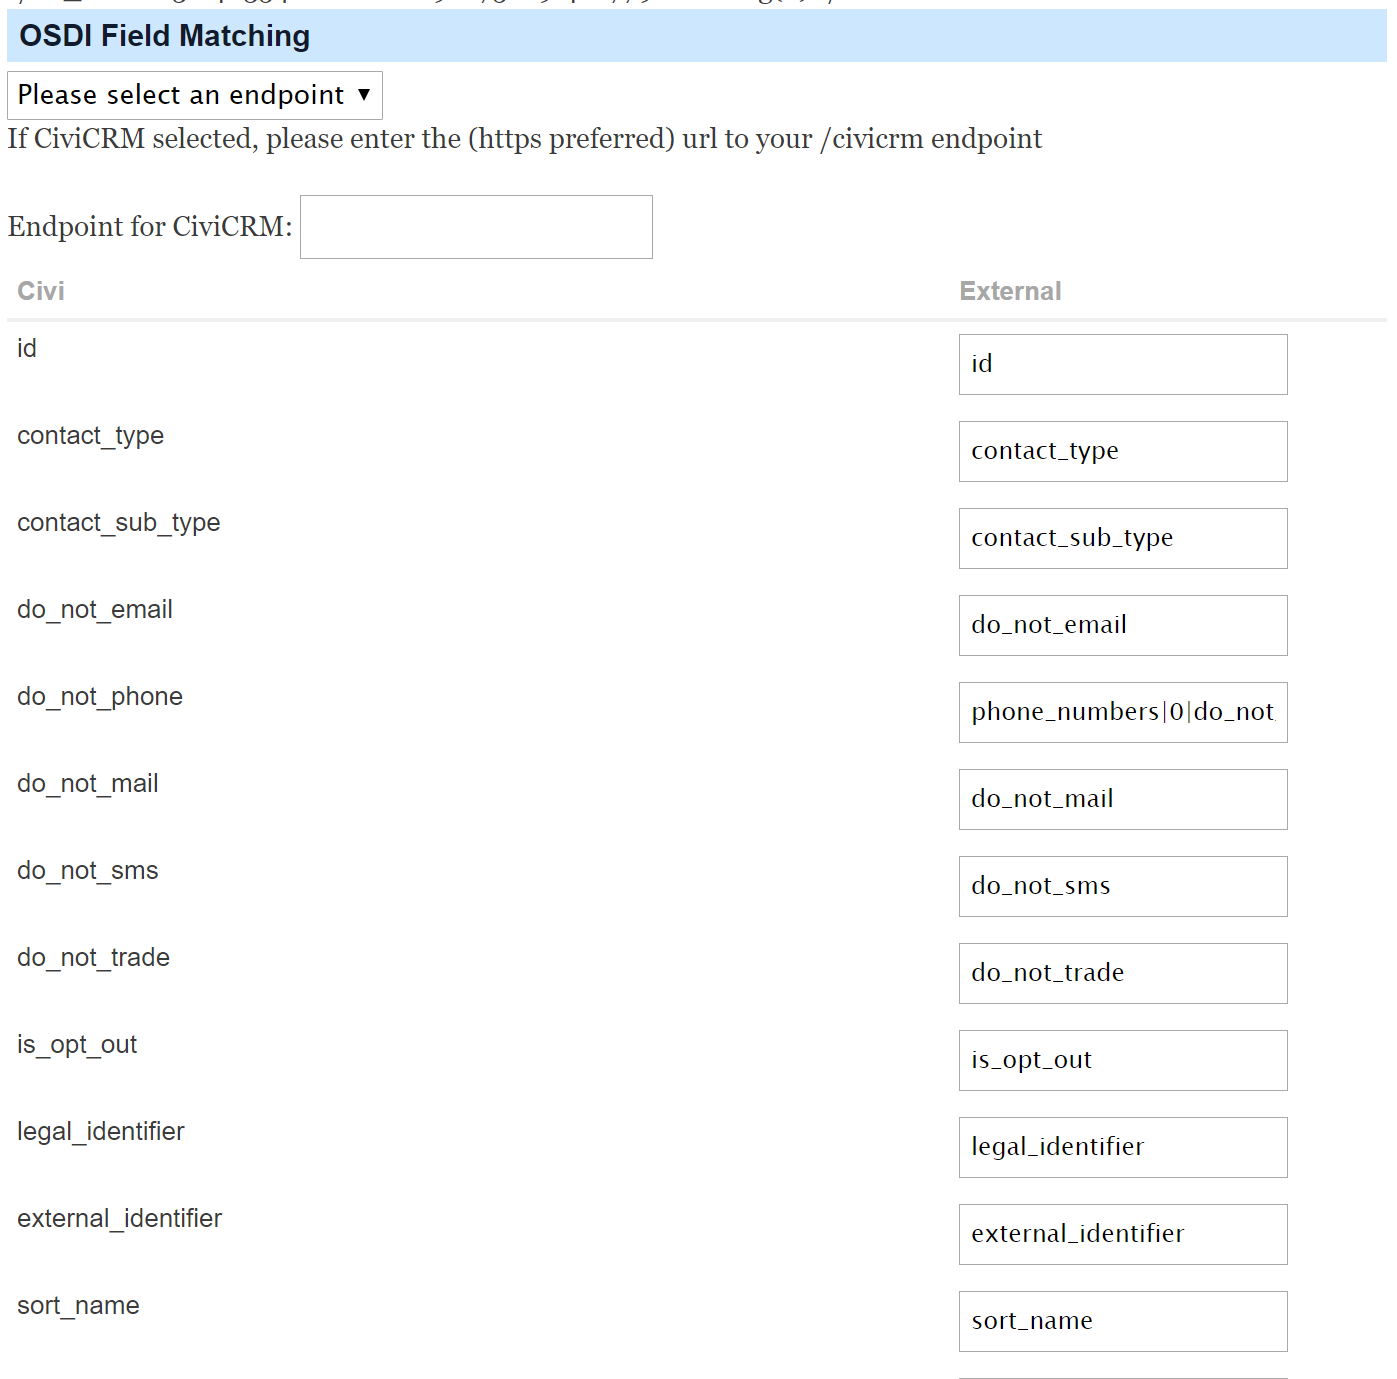 OSDI Field Matching
Please select an endpoint ▼
If CiviCRM selected, please enter the (https preferred) url to your /civicrm endpoint
Endpoint for CiviCRM:
Civi External
id id
contact_type contact_type
contact_sub_type contact_sub_type
do_not_email do_not_email
do_not_phone phone_numbers|0|do_not_
do_not_mail do_not_mail
do_not_sms do_not_sms
do_not_trade do_not_trade
is_opt_out is_opt_out
legal_identifier legal_identifier
external_identifier external_identifier
sort_name sort_name